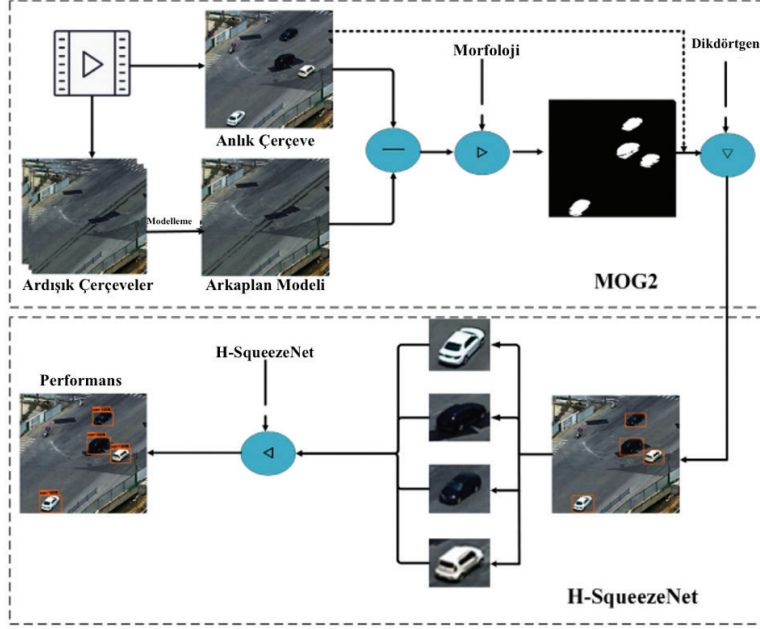 Morfoloji
Dikdörtgen
Anlık Çerçeve
Modelleme
Ardışık Çerçeveler
Arkaplan Modeli
MOG2
H-SqueezeNet
Performans
H-SqueezeNet